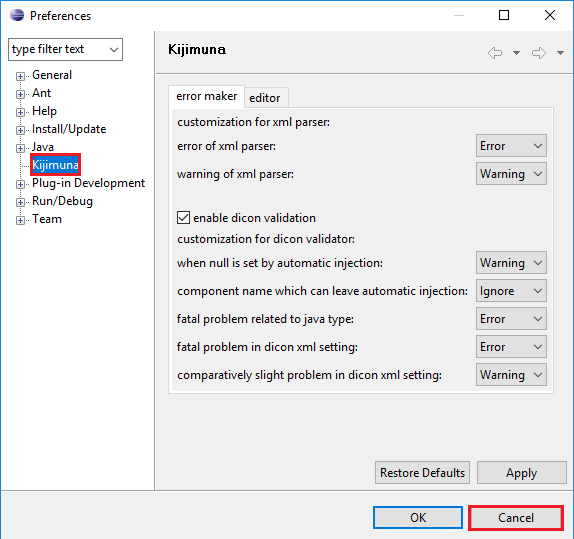 Preferences
type filter text
General
Ant
Help
Install/Update
Java
Kijimuna
Plug-in Development
Run/Debug
Team
Kijimuna
error maker editor
customization for xml parser:
error of xml parser: Error
warning of xml parser: Warning
enable dicon validation
customization for dicon validator:
when null is set by automatic injection: Warning
component name which can leave automatic injection: Ignore
fatal problem related to java type: Error
fatal problem in dicon xml setting: Error
comparatively slight problem in dicon xml setting: Warning
Restore Defaults Apply
OK Cancel